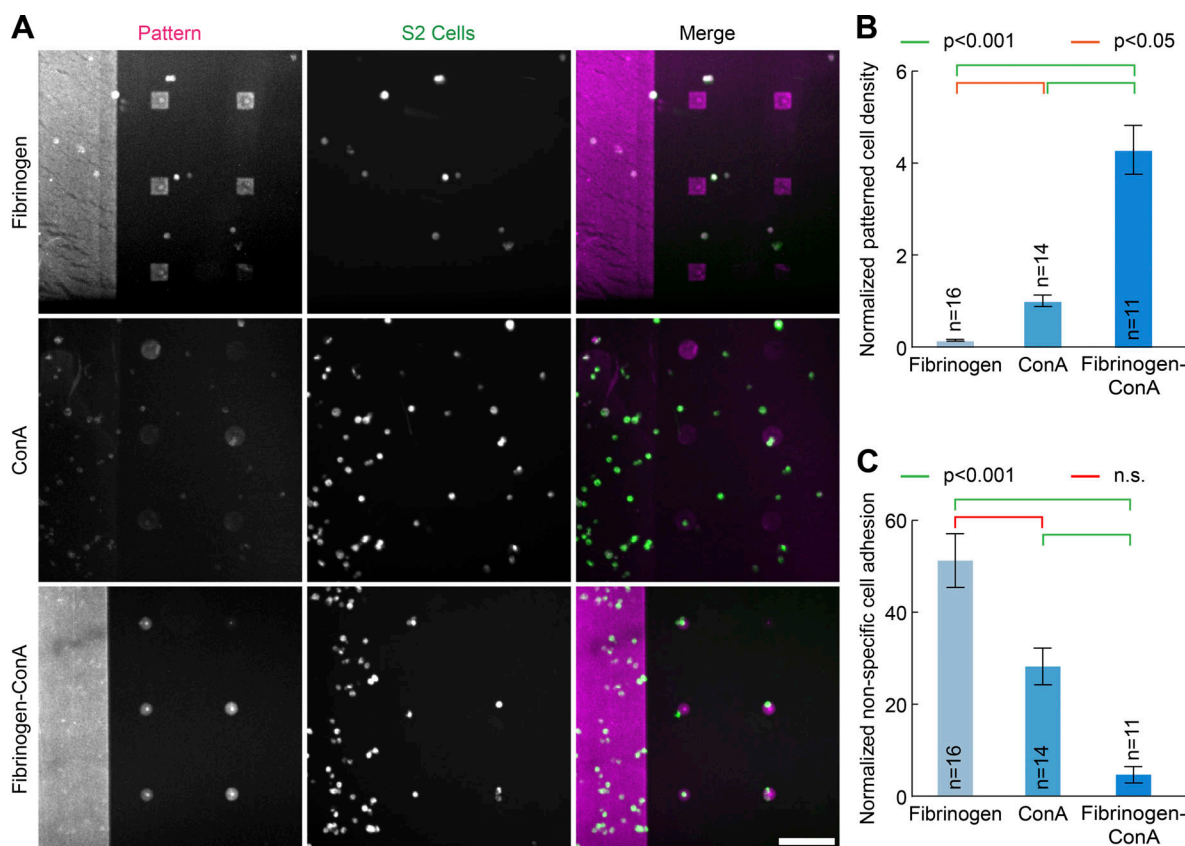 A
Pattern
S2 Cells
Merge
Fibrinogen
ConA
Fibrinogen-ConA
B
p<0.001
p<0.05
Normalized patterned cell density
6
4
2
0
n=16
n=14
n=11
Fibrinogen
ConA
Fibrinogen-
ConA
C
p<0.001
n.s.
Normalized non-specific cell adhesion
60
40
20
0
n=16
n=14
n=11
Fibrinogen
ConA
Fibrinogen-
ConA